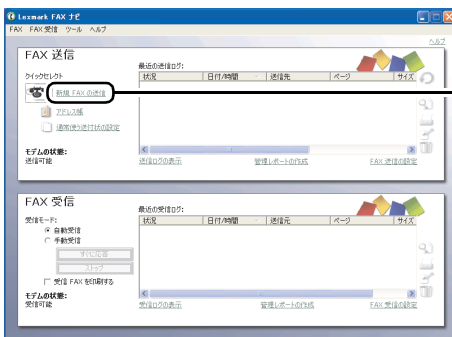 Lexmark FAX ナビ
FAX FAX 受信 ツール ヘルプ
ヘルプ
FAX 送信
クイックセレクト
最近の送信ログ:
状況 日付/時間 送信先 ページ サイズ
新規 FAX の送信
アドレス帳
通常使う送付状の設定
モデムの状態:
送信可能
送信ログの表示 管理レポートの作成 FAX 送信の設定
FAX 受信
最近の受信ログ:
受信モード:
状況 日付/時間 送信元 ページ サイズ
自動受信
手動受信
すぐに応答
ストップ
受信 FAX を印刷する
モデムの状態:
受信可能
受信ログの表示 管理レポートの作成 FAX 受信の設定